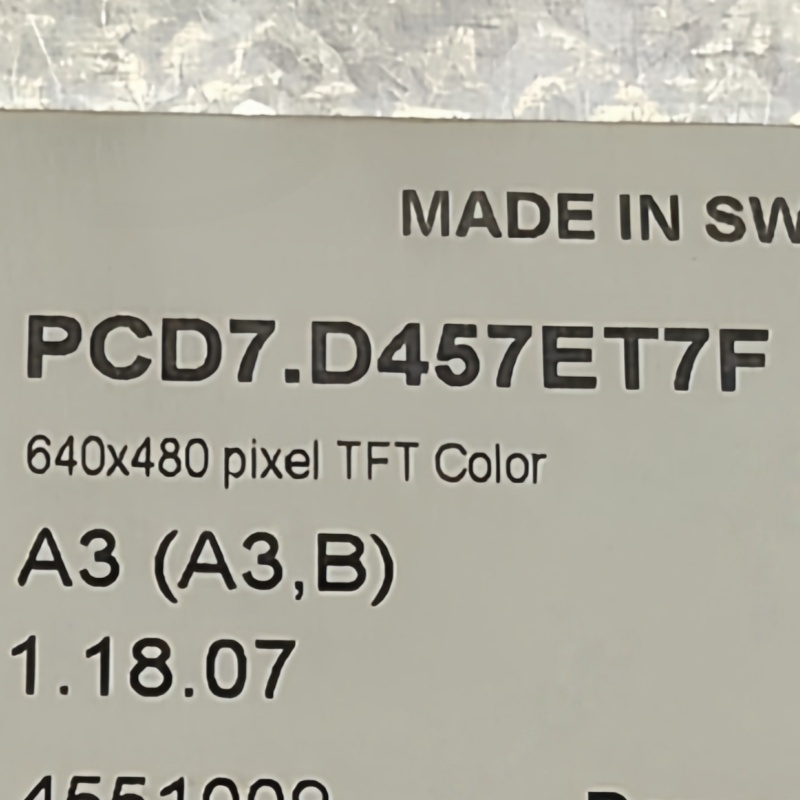 MADE IN SW
PCD7.D457ET7F
640x480 pixel TFT Color
A3 (A3,B)
1.18.07